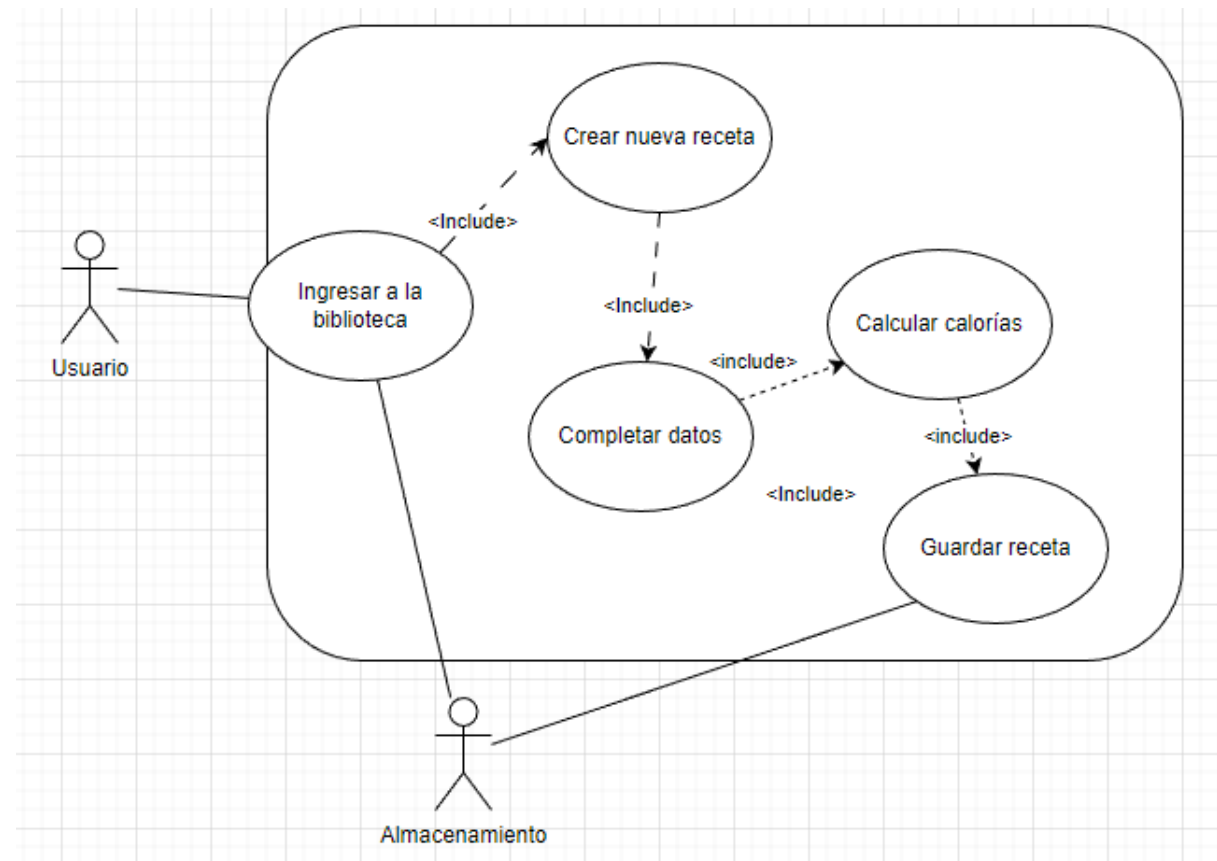 Crear nueva receta
<Include>
Ingresar a la
biblioteca
<Include>
Calcular calorías
Usuario
<include>
Completar datos
<include>
<Include>
Guardar receta
Almacenamiento